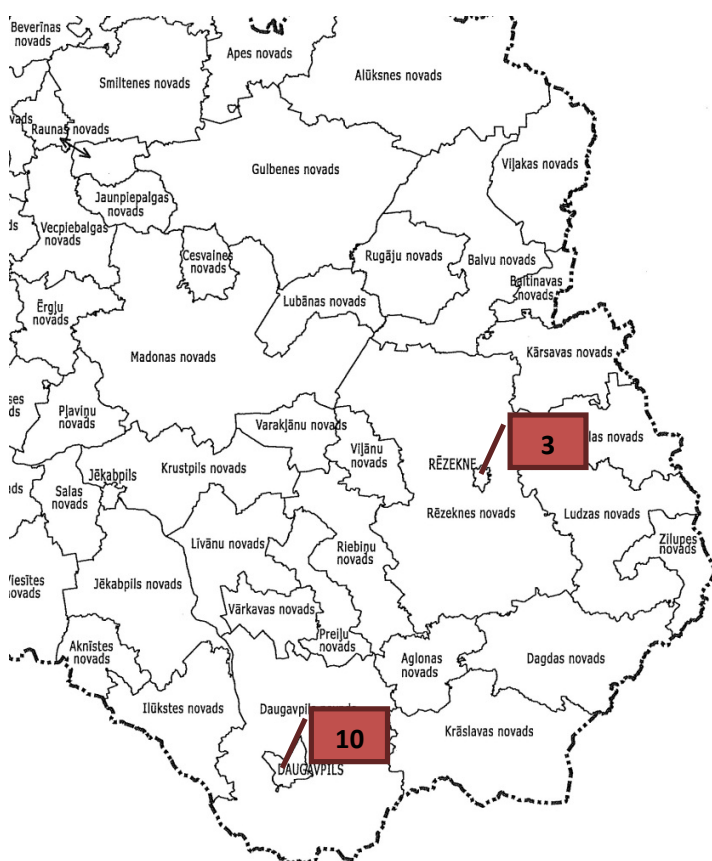 Beverīnas
novads
Apes novads
Smiltenes novads
Alūksnes novads
Raunas novads
Gulbenes novads
Viļakas novads
Jaunpiepalgas
novads
Vecpiebalgas
novads
Cesvaines
novads
Rugāju novads
Balvu novads
Baltinavas
novads
Lubānas novads
Ērgļu
novads
Madonas novads
Kārsavas novads
Pļaviņu
novads
Varakļānu novads
Viļānu
novads
3
las novads
RĒZEKNE
Krustpils novads
Jēkabpils
Salas
novads
Rēzeknes novads
Ludzas novads
Zilupes
novads
Līvānu novads
Riebiņu
novads
Jēkabpils novads
Vārkavas novads
Preiļu
novads
Aknīstes
novads
Aglonas
novads
Dagdas novads
Ilūkstes novads
Krāslavas novads
10
DAUGAVPILS